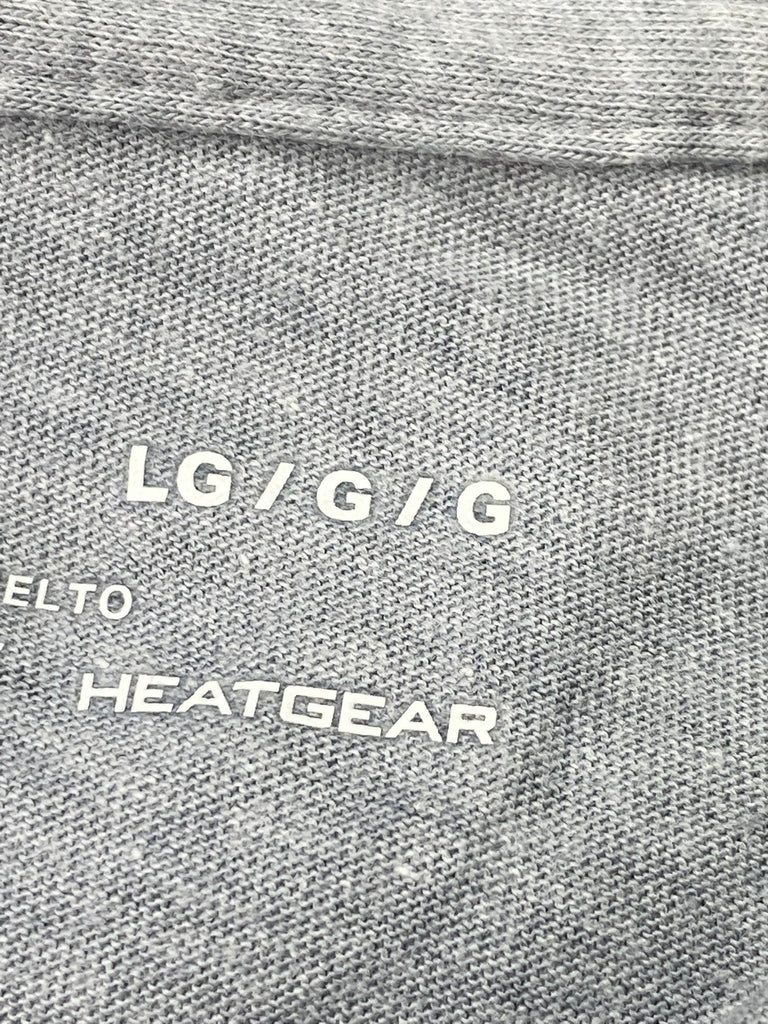 LG / G / G
ELTO
HEATGEAR